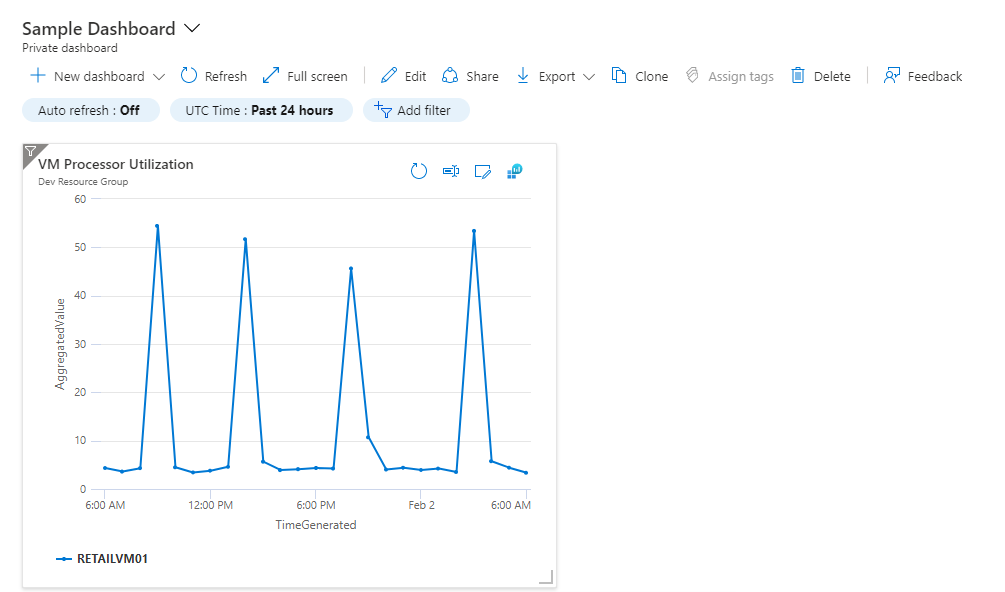 Sample Dashboard
Private dashboard
New dashboard Refresh Full screen Edit Share Export Clone Assign tags Delete Feedback
Auto refresh : Off UTC Time : Past 24 hours Add filter
VM Processor Utilization
Dev Resource Group
60
50
40
30
20
10
0
AggregatedValue
6:00 AM 12:00 PM 6:00 PM Feb 2 6:00 AM
TimeGenerated
RETAILVM01